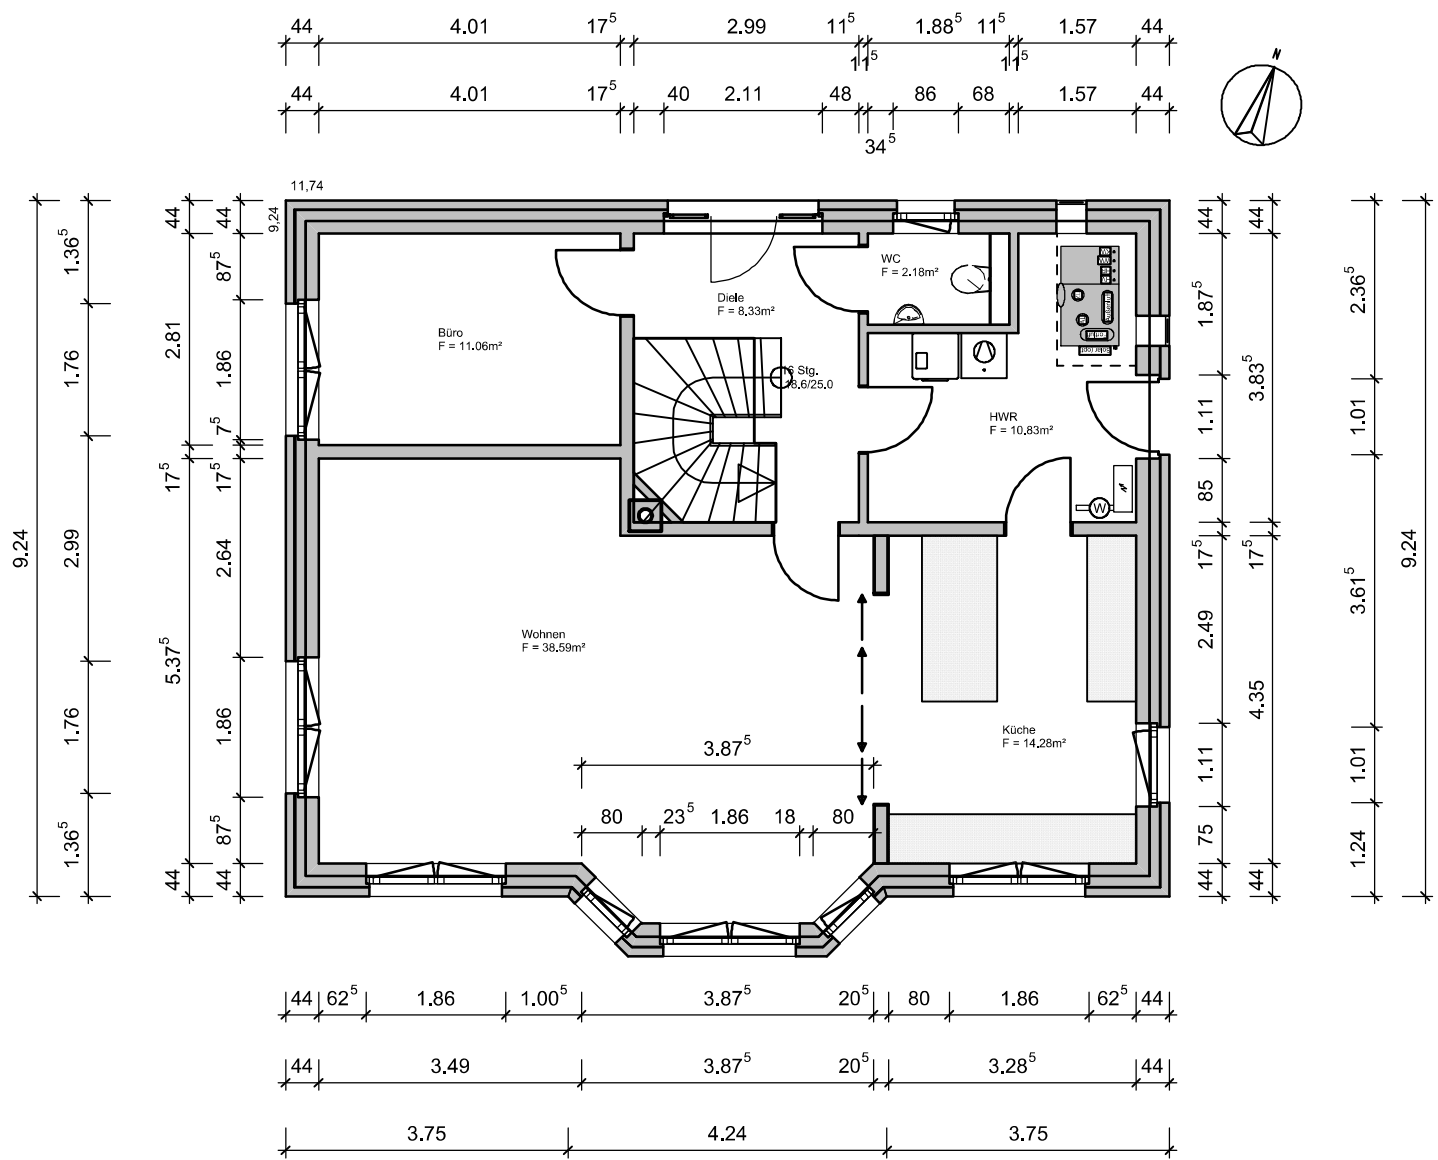 44 4.01 17⁵ 2.99 11⁵ 1.88⁵ 11⁵ 1.57 44
11⁵ 11⁵
N
44 4.01 17⁵ 40 2.11 48 86 68 1.57 44
34⁵
11,74
9,24
9.24
1.36⁵ 1.76 2.99 1.76 1.36⁵
44 2.81 17⁵ 5.37⁵ 44
44 87⁵ 1.86 7⁵ 17⁵ 2.64 1.86 87⁵ 44
WC
F = 2.18m²
Diele
F = 8.33m²
Büro
F = 11.06m²
16 Stg.
18.6/25.0
HWR
F = 10.83m²
W
Wohnen
F = 38.59m²
Küche
F = 14.28m²
3.87⁵
80 23⁵ 1.86 18 80
44 1.87⁵ 1.11 85 17⁵ 2.49 1.11 75 44
44 3.83⁵ 17⁵ 4.35 44
2.36⁵ 1.01 3.61⁵ 1.01 1.24
9.24
44 62⁵ 1.86 1.00⁵ 3.87⁵ 20⁵ 80 1.86 62⁵ 44
44 3.49 3.87⁵ 20⁵ 3.28⁵ 44
3.75 4.24 3.75